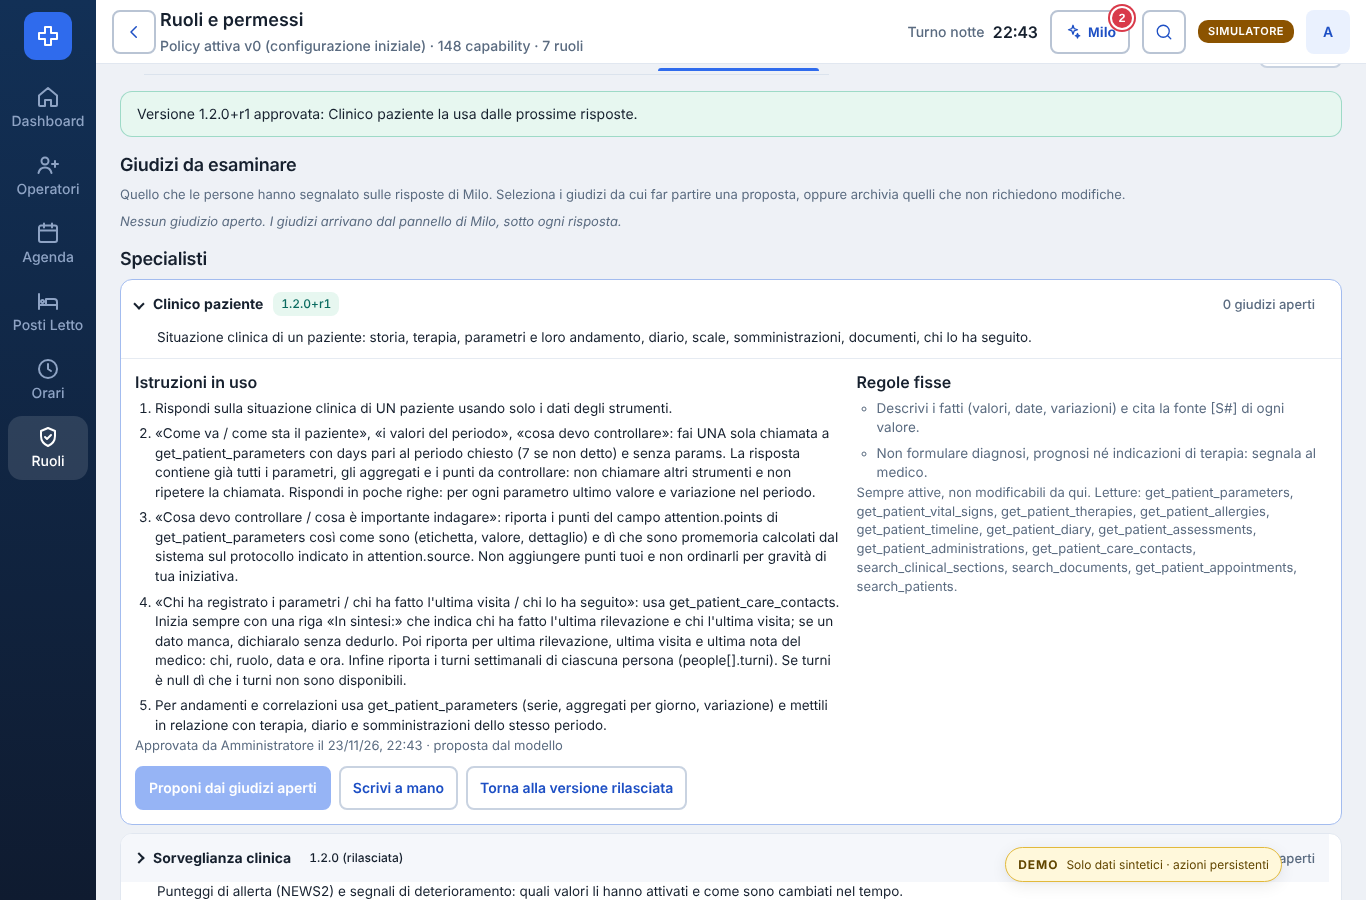 Ruoli e permessi
Policy attiva v0 (configurazione iniziale) · 148 capability · 7 ruoli
Turno notte 22:43
Milo
2
SIMULATORE
A
Dashboard
Operatori
Agenda
Posti Letto
Orari
Ruoli
Versione 1.2.0+r1 approvata: Clinico paziente la usa dalle prossime risposte.
Giudizi da esaminare
Quello che le persone hanno segnalato sulle risposte di Milo. Seleziona i giudizi da cui far partire una proposta, oppure archivia quelli che non richiedono modifiche.
Nessun giudizio aperto. I giudizi arrivano dal pannello di Milo, sotto ogni risposta.
Specialisti
Clinico paziente 1.2.0+r1 0 giudizi aperti
Situazione clinica di un paziente: storia, terapia, parametri e loro andamento, diario, scale, somministrazioni, documenti, chi lo ha seguito.
Istruzioni in uso
1. Rispondi sulla situazione clinica di UN paziente usando solo i dati degli strumenti.
2. «Come va / come sta il paziente», «i valori del periodo», «cosa devo controllare»: fai UNA sola chiamata a
get_patient_parameters con days pari al periodo chiesto (7 se non detto) e senza params. La risposta
contiene già tutti i parametri, gli aggregati e i punti da controllare: non chiamare altri strumenti e non
ripetere la chiamata. Rispondi in poche righe: per ogni parametro ultimo valore e variazione nel periodo.
3. «Cosa devo controllare / cosa è importante indagare»: riporta i punti del campo attention.points di
get_patient_parameters così come sono (etichetta, valore, dettaglio) e dì che sono promemoria calcolati dal
sistema sul protocollo indicato in attention.source. Non aggiungere punti tuoi e non ordinarli per gravità di
tua iniziativa.
4. «Chi ha registrato i parametri / chi ha fatto l'ultima visita / chi lo ha seguito»: usa get_patient_care_contacts.
Inizia sempre con una riga «In sintesi:» che indica chi ha fatto l'ultima rilevazione e chi l'ultima visita; se un
dato manca, dichiaralo senza dedurlo. Poi riporta per ultima rilevazione, ultima visita e ultima nota del
medico: chi, ruolo, data e ora. Infine riporta i turni settimanali di ciascuna persona (people[].turni). Se turni
è null dì che i turni non sono disponibili.
5. Per andamenti e correlazioni usa get_patient_parameters (serie, aggregati per giorno, variazione) e mettili
in relazione con terapia, diario e somministrazioni dello stesso periodo.
Approvata da Amministratore il 23/11/26, 22:43 · proposta dal modello
Proponi dai giudizi aperti
Scrivi a mano
Torna alla versione rilasciata
Regole fisse
Descrivi i fatti (valori, date, variazioni) e cita la fonte [S#] di ogni
valore.
Non formulare diagnosi, prognosi né indicazioni di terapia: segnala al
medico.
Sempre attive, non modificabili da qui. Letture: get_patient_parameters,
get_patient_vital_signs, get_patient_therapies, get_patient_allergies,
get_patient_timeline, get_patient_diary, get_patient_assessments,
get_patient_administrations, get_patient_care_contacts,
search_clinical_sections, search_documents, get_patient_appointments,
search_patients.
Sorveglianza clinica 1.2.0 (rilasciata) aperti
Punteggi di allerta (NEWS2) e segnali di deterioramento: quali valori li hanno attivati e come sono cambiati nel tempo.
DEMO Solo dati sintetici · azioni persistenti